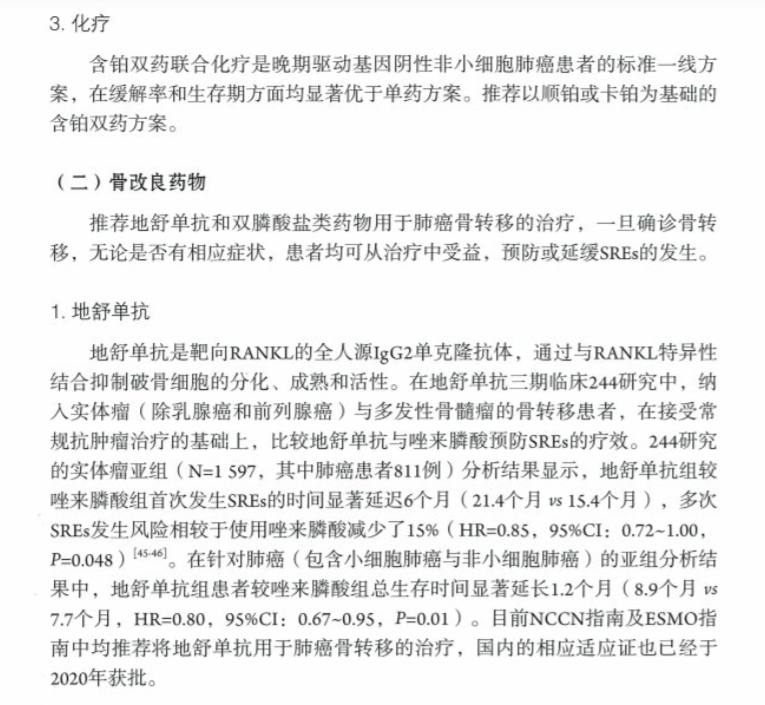 3. 化疗
含铂双药联合化疗是晚期驱动基因阴性非小细胞肺癌患者的标准一线方
案，在缓解率和生存期方面均显著优于单药方案。推荐以顺铂或卡铂为基础的
含铂双药方案。
（二）骨改良药物
推荐地舒单抗和双膦酸盐类药物用于肺癌骨转移的治疗，一旦确诊骨转
移，无论是否有相应症状，患者均可从治疗中受益，预防或延缓SREs的发生。
1. 地舒单抗
地舒单抗是靶向RANKL的全人源IgG2单克隆抗体，通过与RANKL特异性
结合抑制破骨细胞的分化、成熟和活性。在地舒单抗三期临床244研究中，纳
入实体瘤（除乳腺癌和前列腺癌）与多发性骨髓瘤的骨转移患者，在接受常
规抗肿瘤治疗的基础上，比较地舒单抗与唑来膦酸预防SREs的疗效。244研究
的实体瘤亚组（N=1 597，其中肺癌患者811例）分析结果显示，地舒单抗组较
唑来膦酸组首次发生SREs的时间显著延迟6个月（21.4个月 vs 15.4个月），多次
SREs发生风险相较于使用唑来膦酸减少了15%（HR=0.85，95%CI：0.72~1.00，
P=0.048）[45-46]。在针对肺癌（包含小细胞肺癌与非小细胞肺癌）的亚组分析结
果中，地舒单抗组患者较唑来膦酸组总生存时间显著延长1.2个月（8.9个月 vs
7.7个月，HR=0.80，95%CI：0.67~0.95，P=0.01）。目前NCCN指南及ESMO指
南中均推荐将地舒单抗用于肺癌骨转移的治疗，国内的相应适应证也已经于
2020年获批。